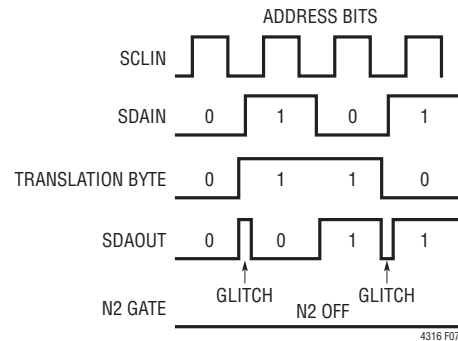 ADDRESS BITS
SCLIN
SDAIN 0 1 0 1
TRANSLATION BYTE 0 1 1 0
SDAOUT 0 0 1 1
GLITCH GLITCH
N2 GATE N2 OFF
4316 F07